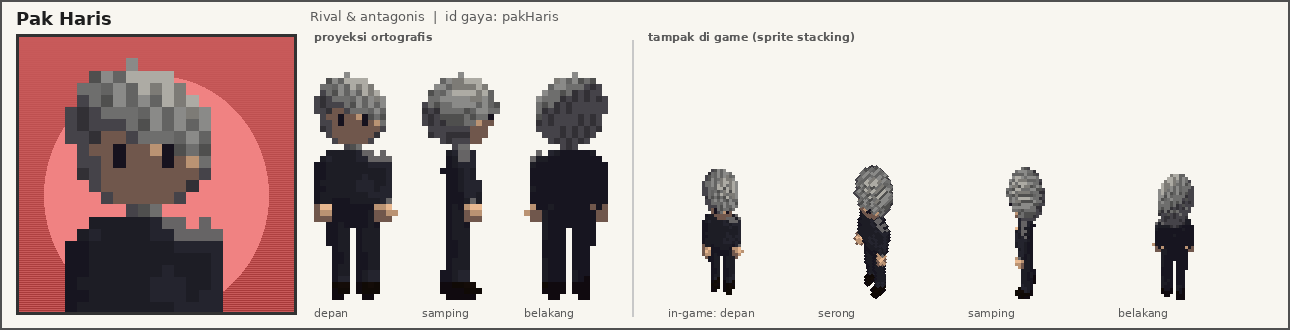 Pak Haris
Rival & antagonis | id gaya: pakHaris
proyeksi ortografis
tampak di game (sprite stacking)
depan
samping
belakang
in-game: depan
serong
samping
belakang